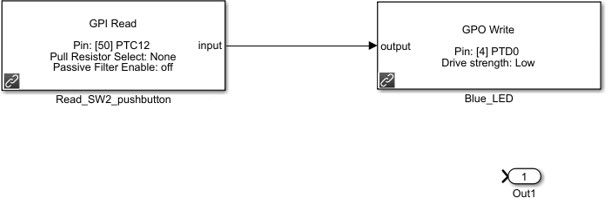 GPI Read
Pin: [50] PTC12
Pull Resistor Select: None
Passive Filter Enable: off
input
Read_SW2_pushbutton
output
GPO Write
Pin: [4] PTD0
Drive strength: Low
Blue_LED
1
Out1